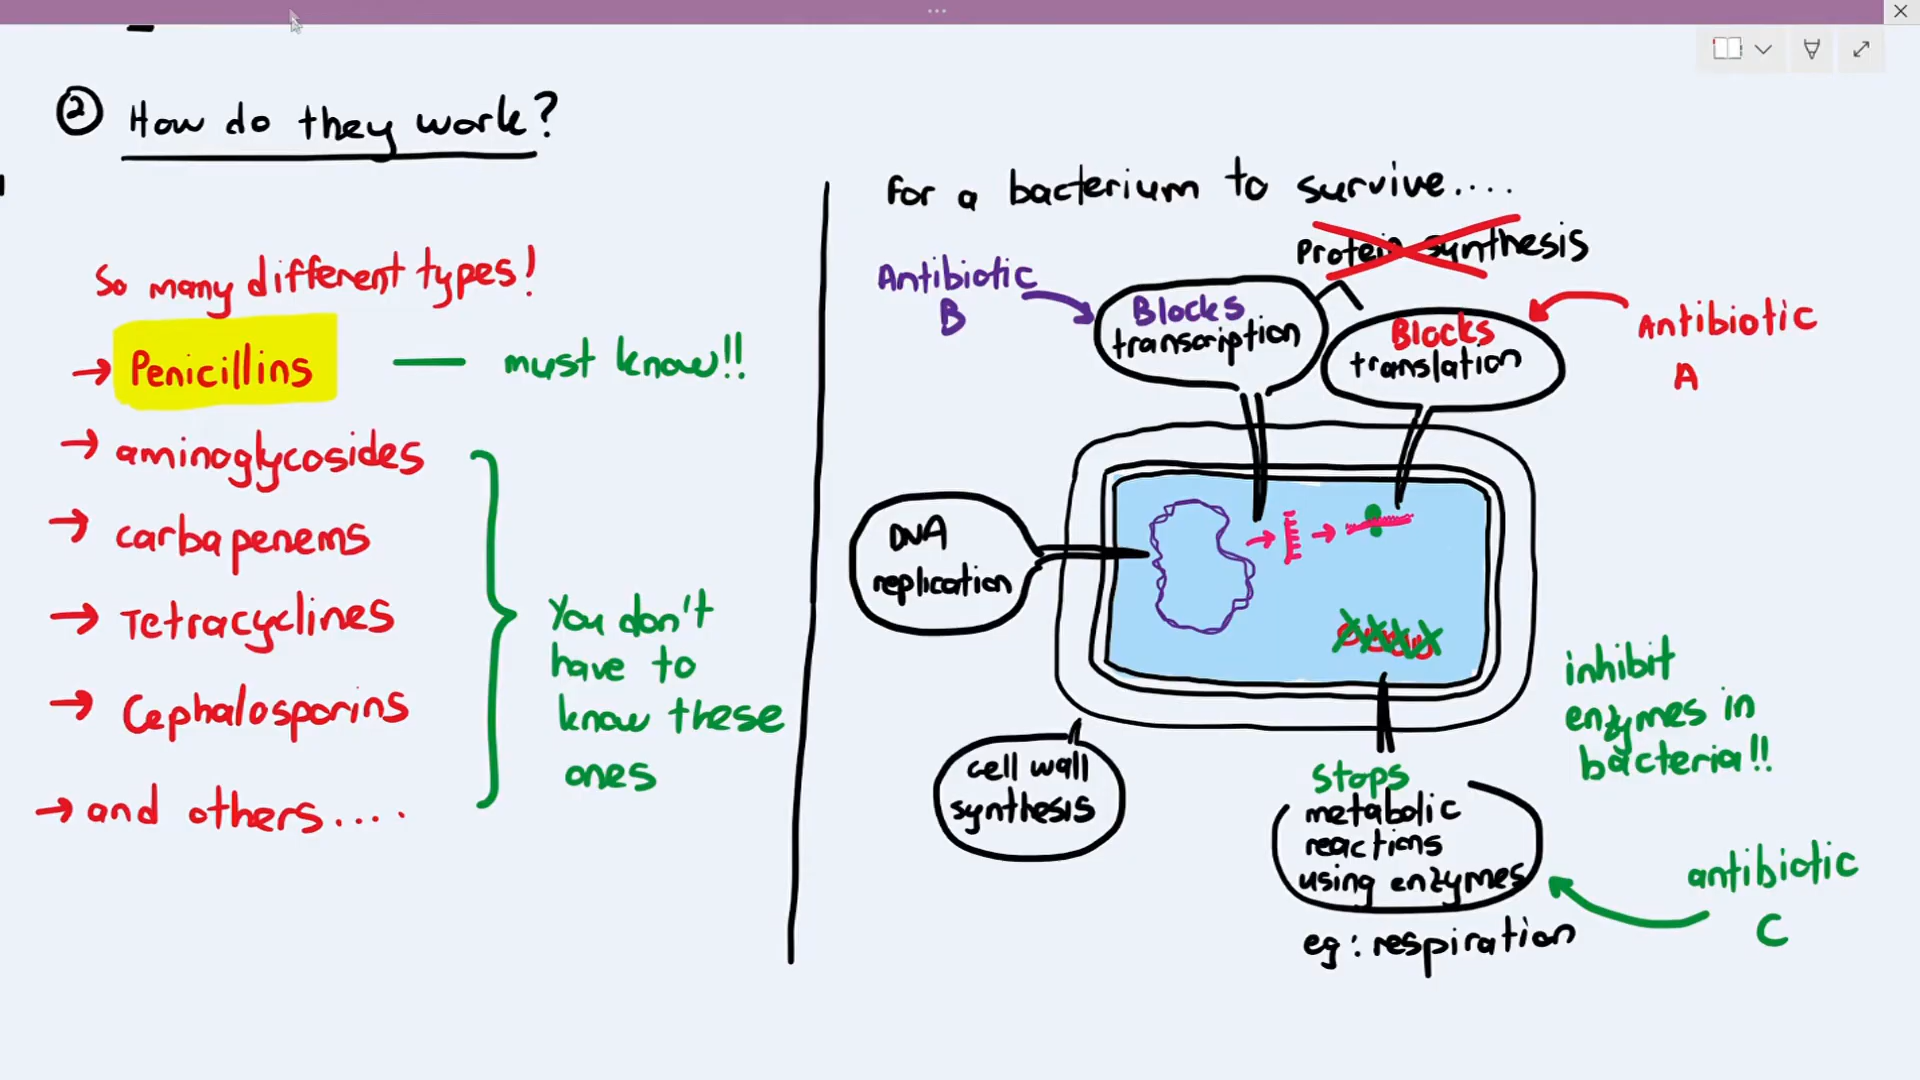 ② How do they work?
So many different types!
→ Penicillins — must know!!
→ aminoglycosides
→ carbapenems
→ Tetracyclines
→ Cephalosporins
→ and others....
You don't
have to
know these
ones
For a bacterium to survive....
Protein synthesis
Antibiotic
B
Blocks
transcription
Blocks
translation
Antibiotic
A
DNA
replication
cell wall
synthesis
inhibit
enzymes in
bacteria!!
Stops
metabolic
reactions
using enzymes
eg: respiration
antibiotic
C